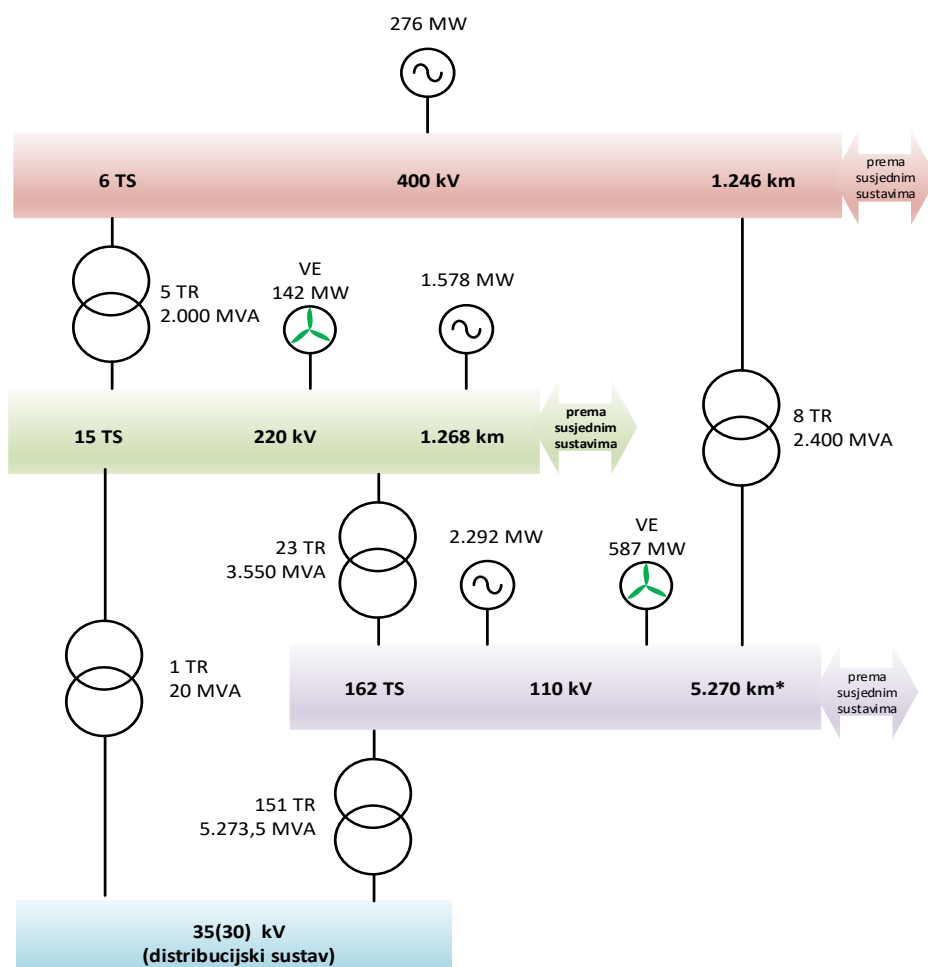 276 MW
6 TS
400 kV
1.246 km
prema
susjednim
sustavima
5 TR
2.000 MVA
VE
142 MW
1.578 MW
8 TR
2.400 MVA
15 TS
220 kV
1.268 km
prema
susjednim
sustavima
23 TR
3.550 MVA
2.292 MW
VE
587 MW
1 TR
20 MVA
162 TS
110 kV
5.270 km*
prema
susjednim
sustavima
151 TR
5.273,5 MVA
35(30) kV
(distribucijski sustav)